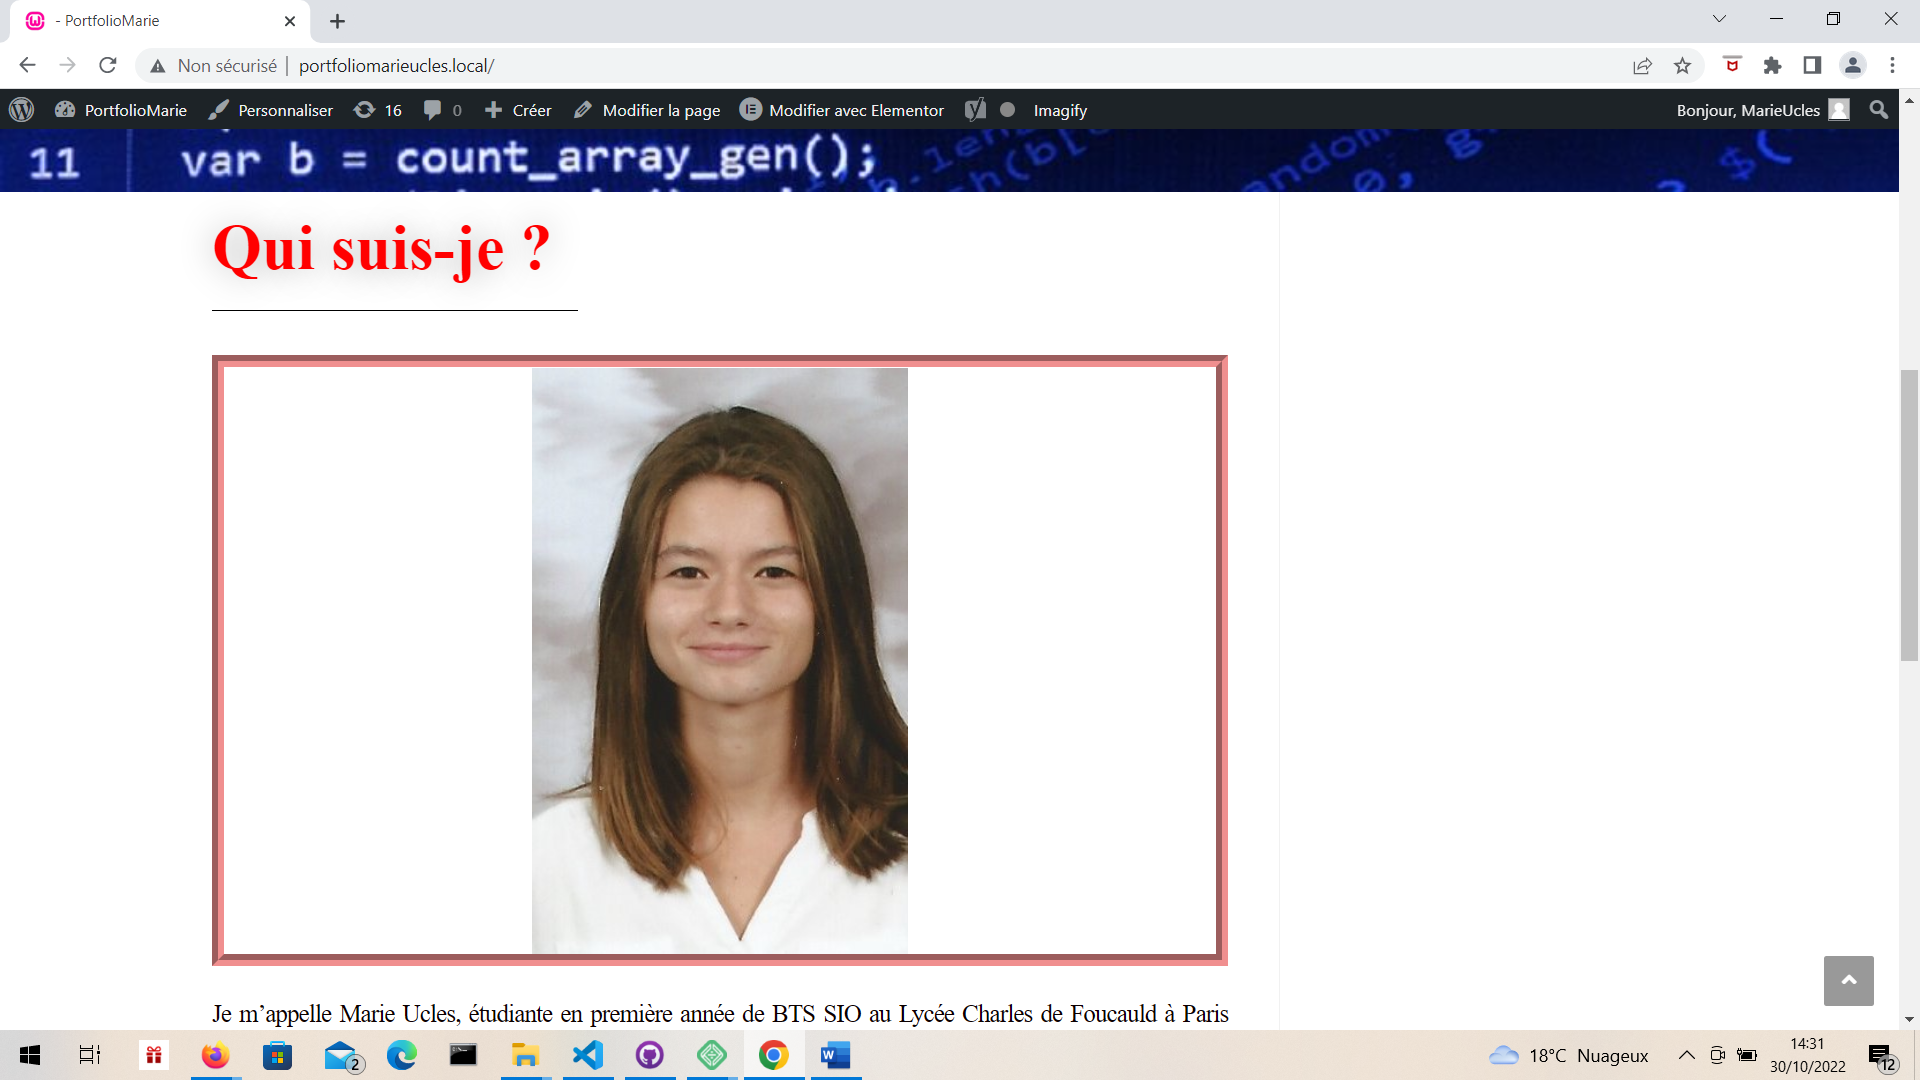 - PortfolioMarie
Non sécurisé | portfoliomarieucles.local/
PortfolioMarie Personnaliser 16 0 Créer Modifier la page Modifier avec Elementor Imagify Bonjour, MarieUcles
11 var b = count_array_gen();
Qui suis-je ?
Je m’appelle Marie Ucles, étudiante en première année de BTS SIO au Lycée Charles de Foucauld à Paris
2 18°C Nuageux 14:31
30/10/2022 12